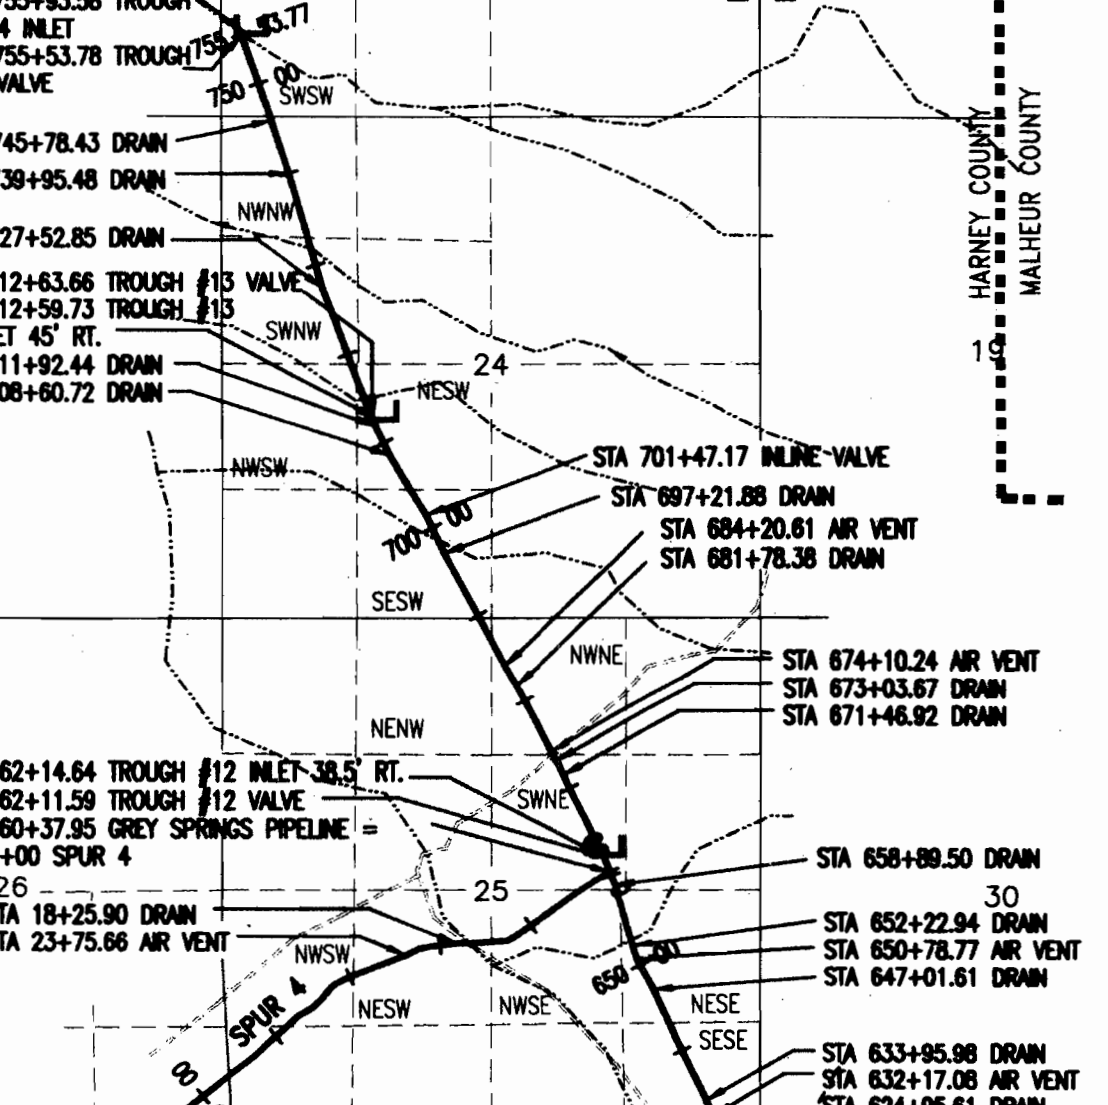 755+93.58 TROUGH
4 INLET
755+53.78 TROUGH
VALVE
755 53.77
750 00
SWSW
745+78.43 DRAIN
39+95.48 DRAIN
NWNW
27+52.85 DRAIN
12+63.66 TROUGH #13 VALVE
12+59.73 TROUGH #13
ET 45' RT.
SWNW
11+92.44 DRAIN
08+60.72 DRAIN
24
NESW
NWSW
HARNEY COUNTY
MALHEUR COUNTY
19
STA 701+47.17 INLINE VALVE
STA 697+21.88 DRAIN
700 00
STA 684+20.61 AIR VENT
STA 681+78.38 DRAIN
SESW
NWNE
STA 674+10.24 AIR VENT
STA 673+03.67 DRAIN
STA 671+46.92 DRAIN
NENW
62+14.64 TROUGH #12 INLET 38.5' RT.
62+11.59 TROUGH #12 VALVE
SWNE
60+37.95 GREY SPRINGS PIPELINE =
+00 SPUR 4
STA 658+89.50 DRAIN
26
25
30
TA 18+25.90 DRAIN
TA 23+75.66 AIR VENT
STA 652+22.94 DRAIN
STA 650+78.77 AIR VENT
STA 647+01.61 DRAIN
650 00
NWSW
NESW
NWSE
NESE
SESE
SPUR 4
00
STA 633+95.98 DRAIN
STA 632+17.08 AIR VENT